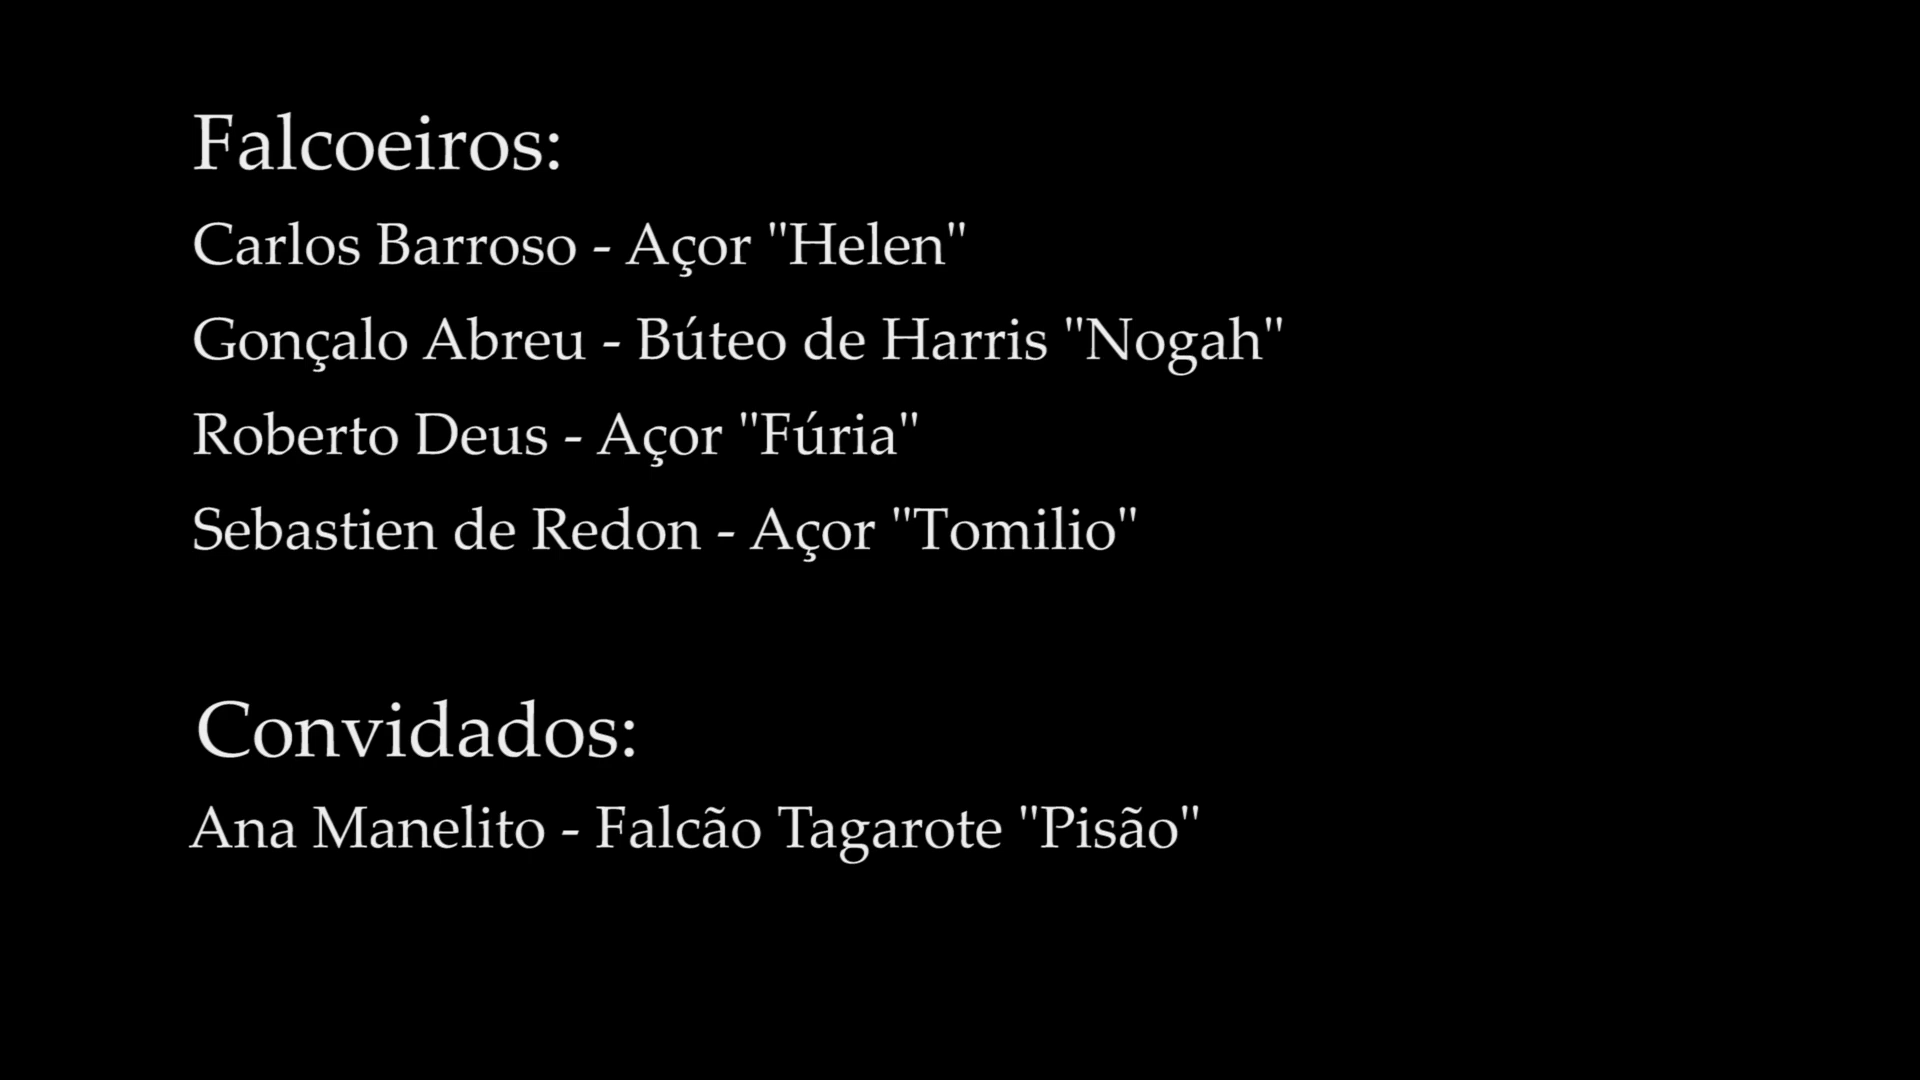 Falcoeiros:
Carlos Barroso - Açor "Helen"
Gonçalo Abreu - Búteo de Harris "Nogah"
Roberto Deus - Açor "Fúria"
Sebastien de Redon - Açor "Tomilio"
Convidados:
Ana Manelito - Falcão Tagarote "Pisão"